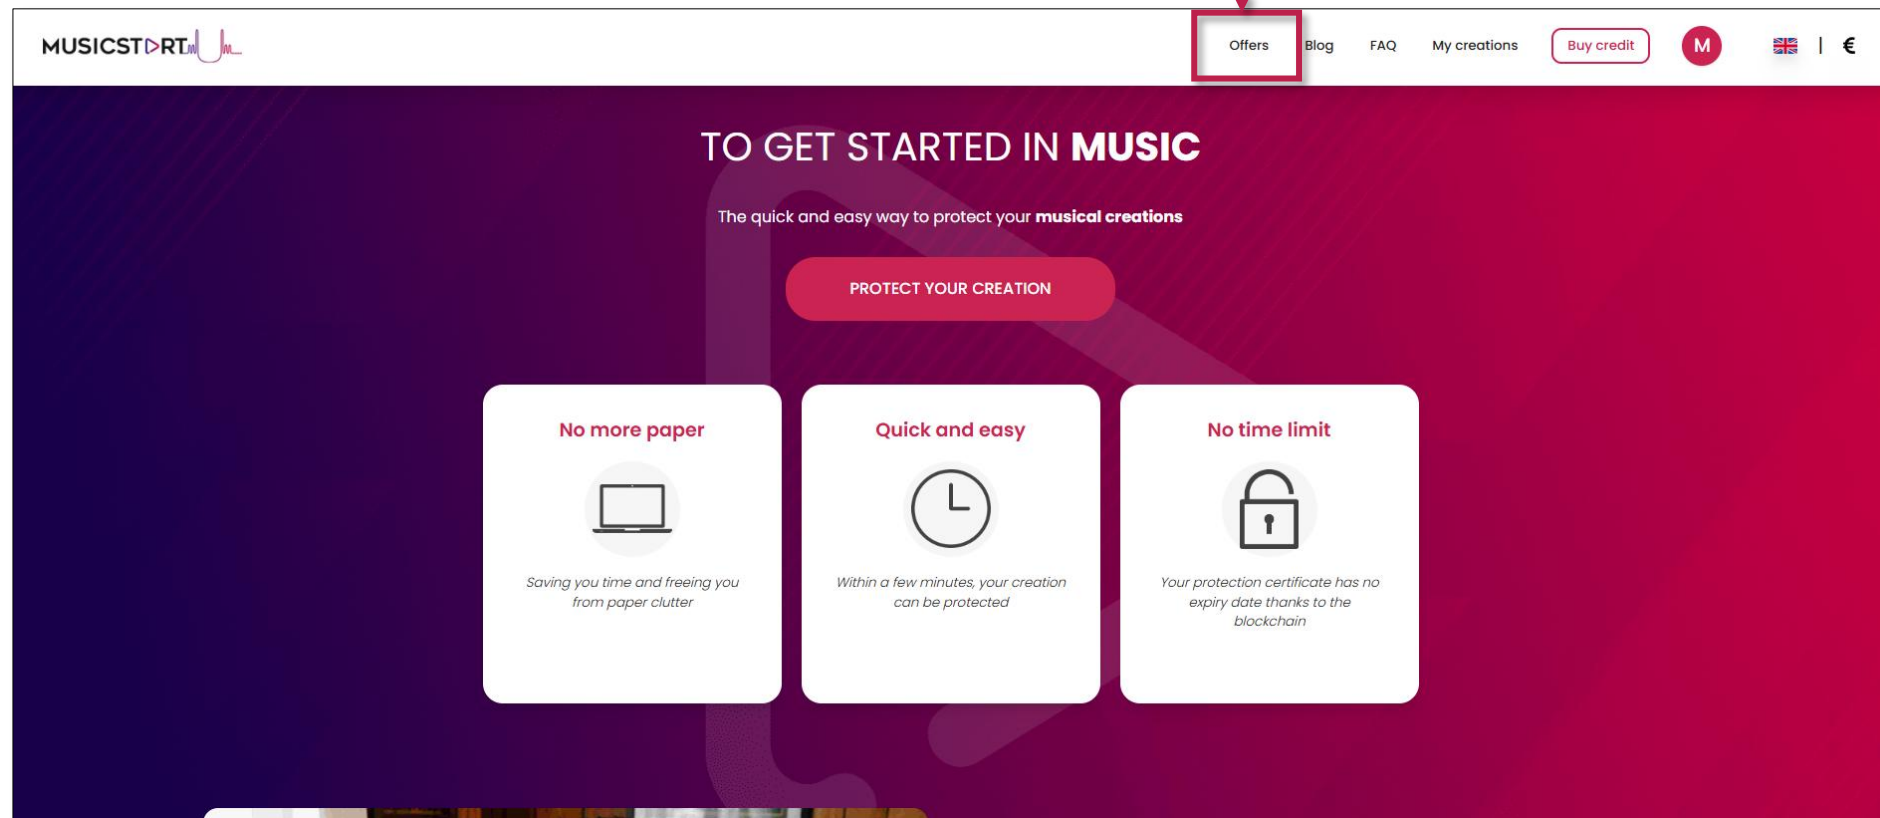 MUSICSTART
Offers Blog FAQ My creations Buy credit M | €
TO GET STARTED IN MUSIC
The quick and easy way to protect your musical creations
PROTECT YOUR CREATION
No more paper
Saving you time and freeing you
from paper clutter
Quick and easy
Within a few minutes, your creation
can be protected
No time limit
Your protection certificate has no
expiry date thanks to the
blockchain